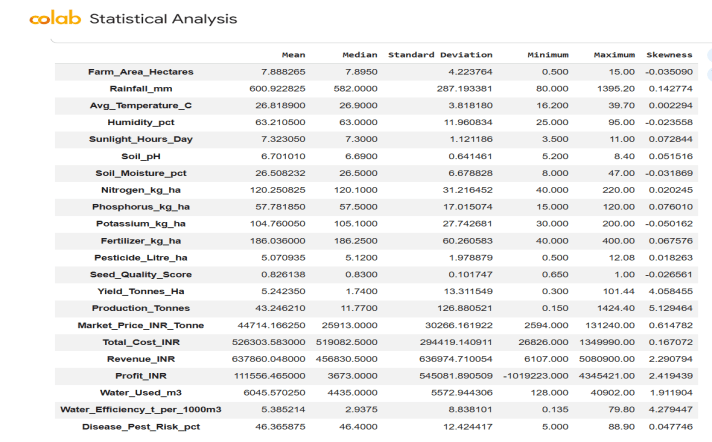 colab Statistical Analysis
Mean Median Standard Deviation Minimum Maximum Skewness
Farm_Area_Hectares 7.888265 7.8950 4.223764 0.500 15.00 -0.035090
Rainfall_mm 600.922825 582.0000 287.193381 80.000 1395.20 0.142774
Avg_Temperature_C 26.818900 26.9000 3.818180 16.200 39.70 0.002294
Humidity_pct 63.210500 63.0000 11.960834 25.000 95.00 -0.023558
Sunlight_Hours_Day 7.323050 7.3000 1.121186 3.500 11.00 0.072844
Soil_pH 6.701010 6.6900 0.641461 5.200 8.40 0.051516
Soil_Moisture_pct 26.508232 26.5000 6.678828 8.000 47.00 -0.031869
Nitrogen_kg_ha 120.250825 120.1000 31.216452 40.000 220.00 0.020245
Phosphorus_kg_ha 57.781850 57.5000 17.015074 15.000 120.00 0.076010
Potassium_kg_ha 104.760050 105.1000 27.742681 30.000 200.00 -0.050162
Fertilizer_kg_ha 186.036000 186.2500 60.260583 40.000 400.00 0.067576
Pesticide_Litre_ha 5.070935 5.1200 1.978879 0.500 12.08 0.018263
Seed_Quality_Score 0.826138 0.8300 0.101747 0.650 1.00 -0.026561
Yield_Tonnes_Ha 5.242350 1.7400 13.311549 0.300 101.44 4.058455
Production_Tonnes 43.246210 11.7700 126.880521 0.150 1424.40 5.129464
Market_Price_INR_Tonne 44714.166250 25913.0000 30266.161922 2594.000 131240.00 0.614782
Total_Cost_INR 526303.583000 519082.5000 294419.140911 26826.000 1349990.00 0.167072
Revenue_INR 637860.048000 456830.5000 636974.710054 6107.000 5080900.00 2.290794
Profit_INR 111556.465000 3673.0000 545081.890509 -1019223.000 4345421.00 2.419439
Water_Used_m3 6045.570250 4435.0000 5572.944306 128.000 40902.00 1.911904
Water_Efficiency_t_per_1000m3 5.385214 2.9375 8.838101 0.135 79.80 4.279447
Disease_Pest_Risk_pct 46.365875 46.4000 12.424417 5.000 88.90 0.047746